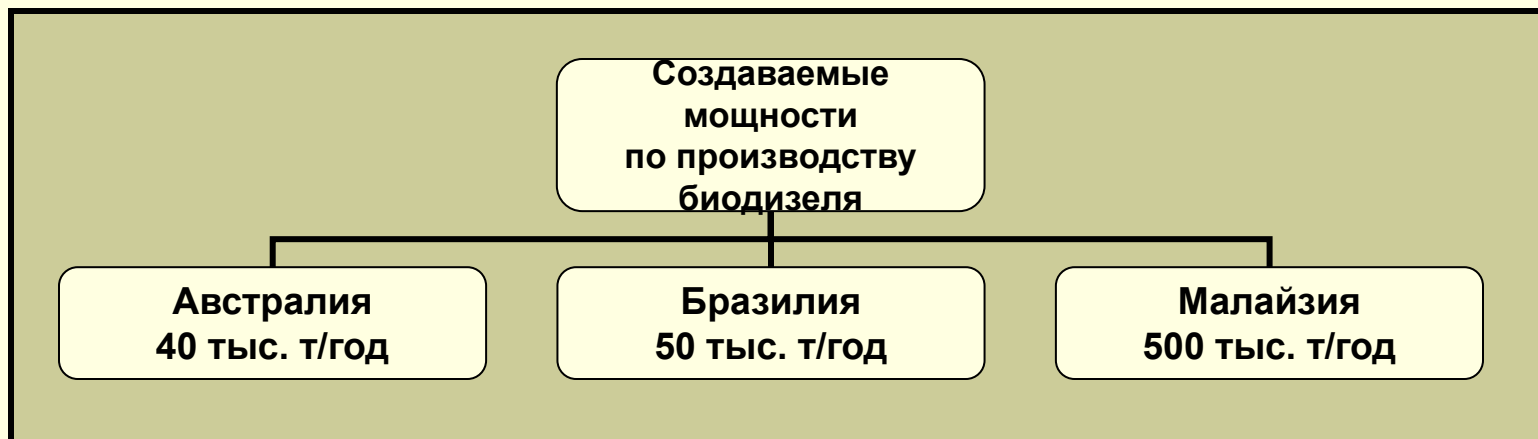 Создаваемые
мощности
по производству
биодизеля
Австралия
40 тыс. т/год
Бразилия
50 тыс. т/год
Малайзия
500 тыс. т/год